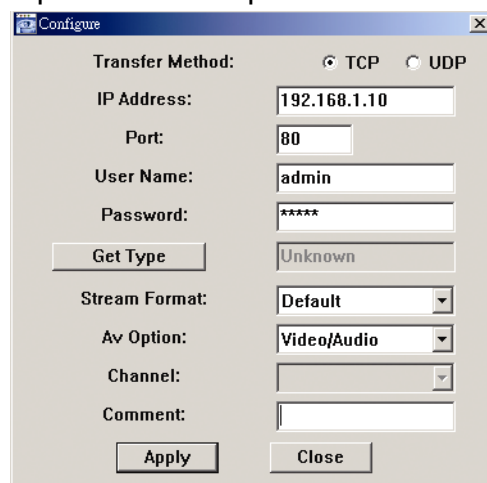 Configure
Transfer Method: TCP UDP
IP Address: 192.168.1.10
Port: 80
User Name: admin
Password: *****
Get Type Unknown
Stream Format: Default
Av Option: Video/Audio
Channel:
Comment:
Apply Close